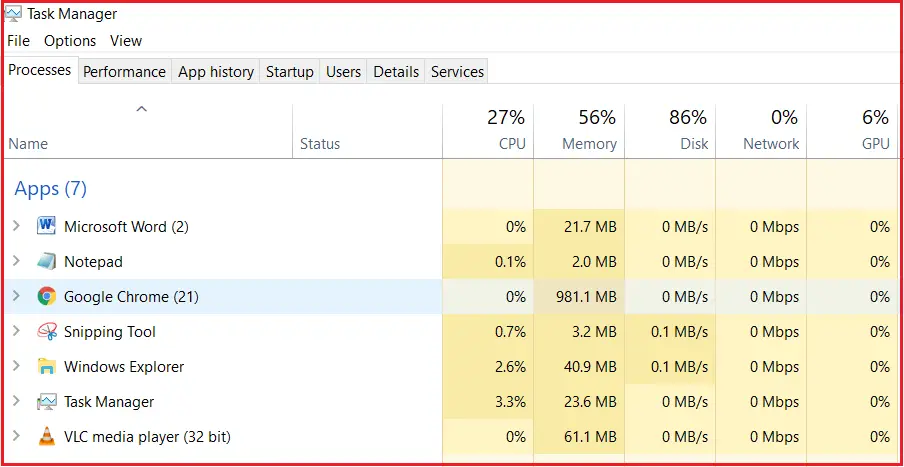 Task Manager
File Options View
Processes Performance App history Startup Users Details Services
27% 56% 86% 0% 6%
Name Status CPU Memory Disk Network GPU
Apps (7)
Microsoft Word (2) 0% 21.7 MB 0 MB/s 0 Mbps 0%
Notepad 0.1% 2.0 MB 0 MB/s 0 Mbps 0%
Google Chrome (21) 0% 981.1 MB 0 MB/s 0 Mbps 0%
Snipping Tool 0.7% 3.2 MB 0.1 MB/s 0 Mbps 0%
Windows Explorer 2.6% 40.9 MB 0.1 MB/s 0 Mbps 0%
Task Manager 3.3% 23.6 MB 0 MB/s 0 Mbps 0%
VLC media player (32 bit) 0% 61.1 MB 0 MB/s 0 Mbps 0%